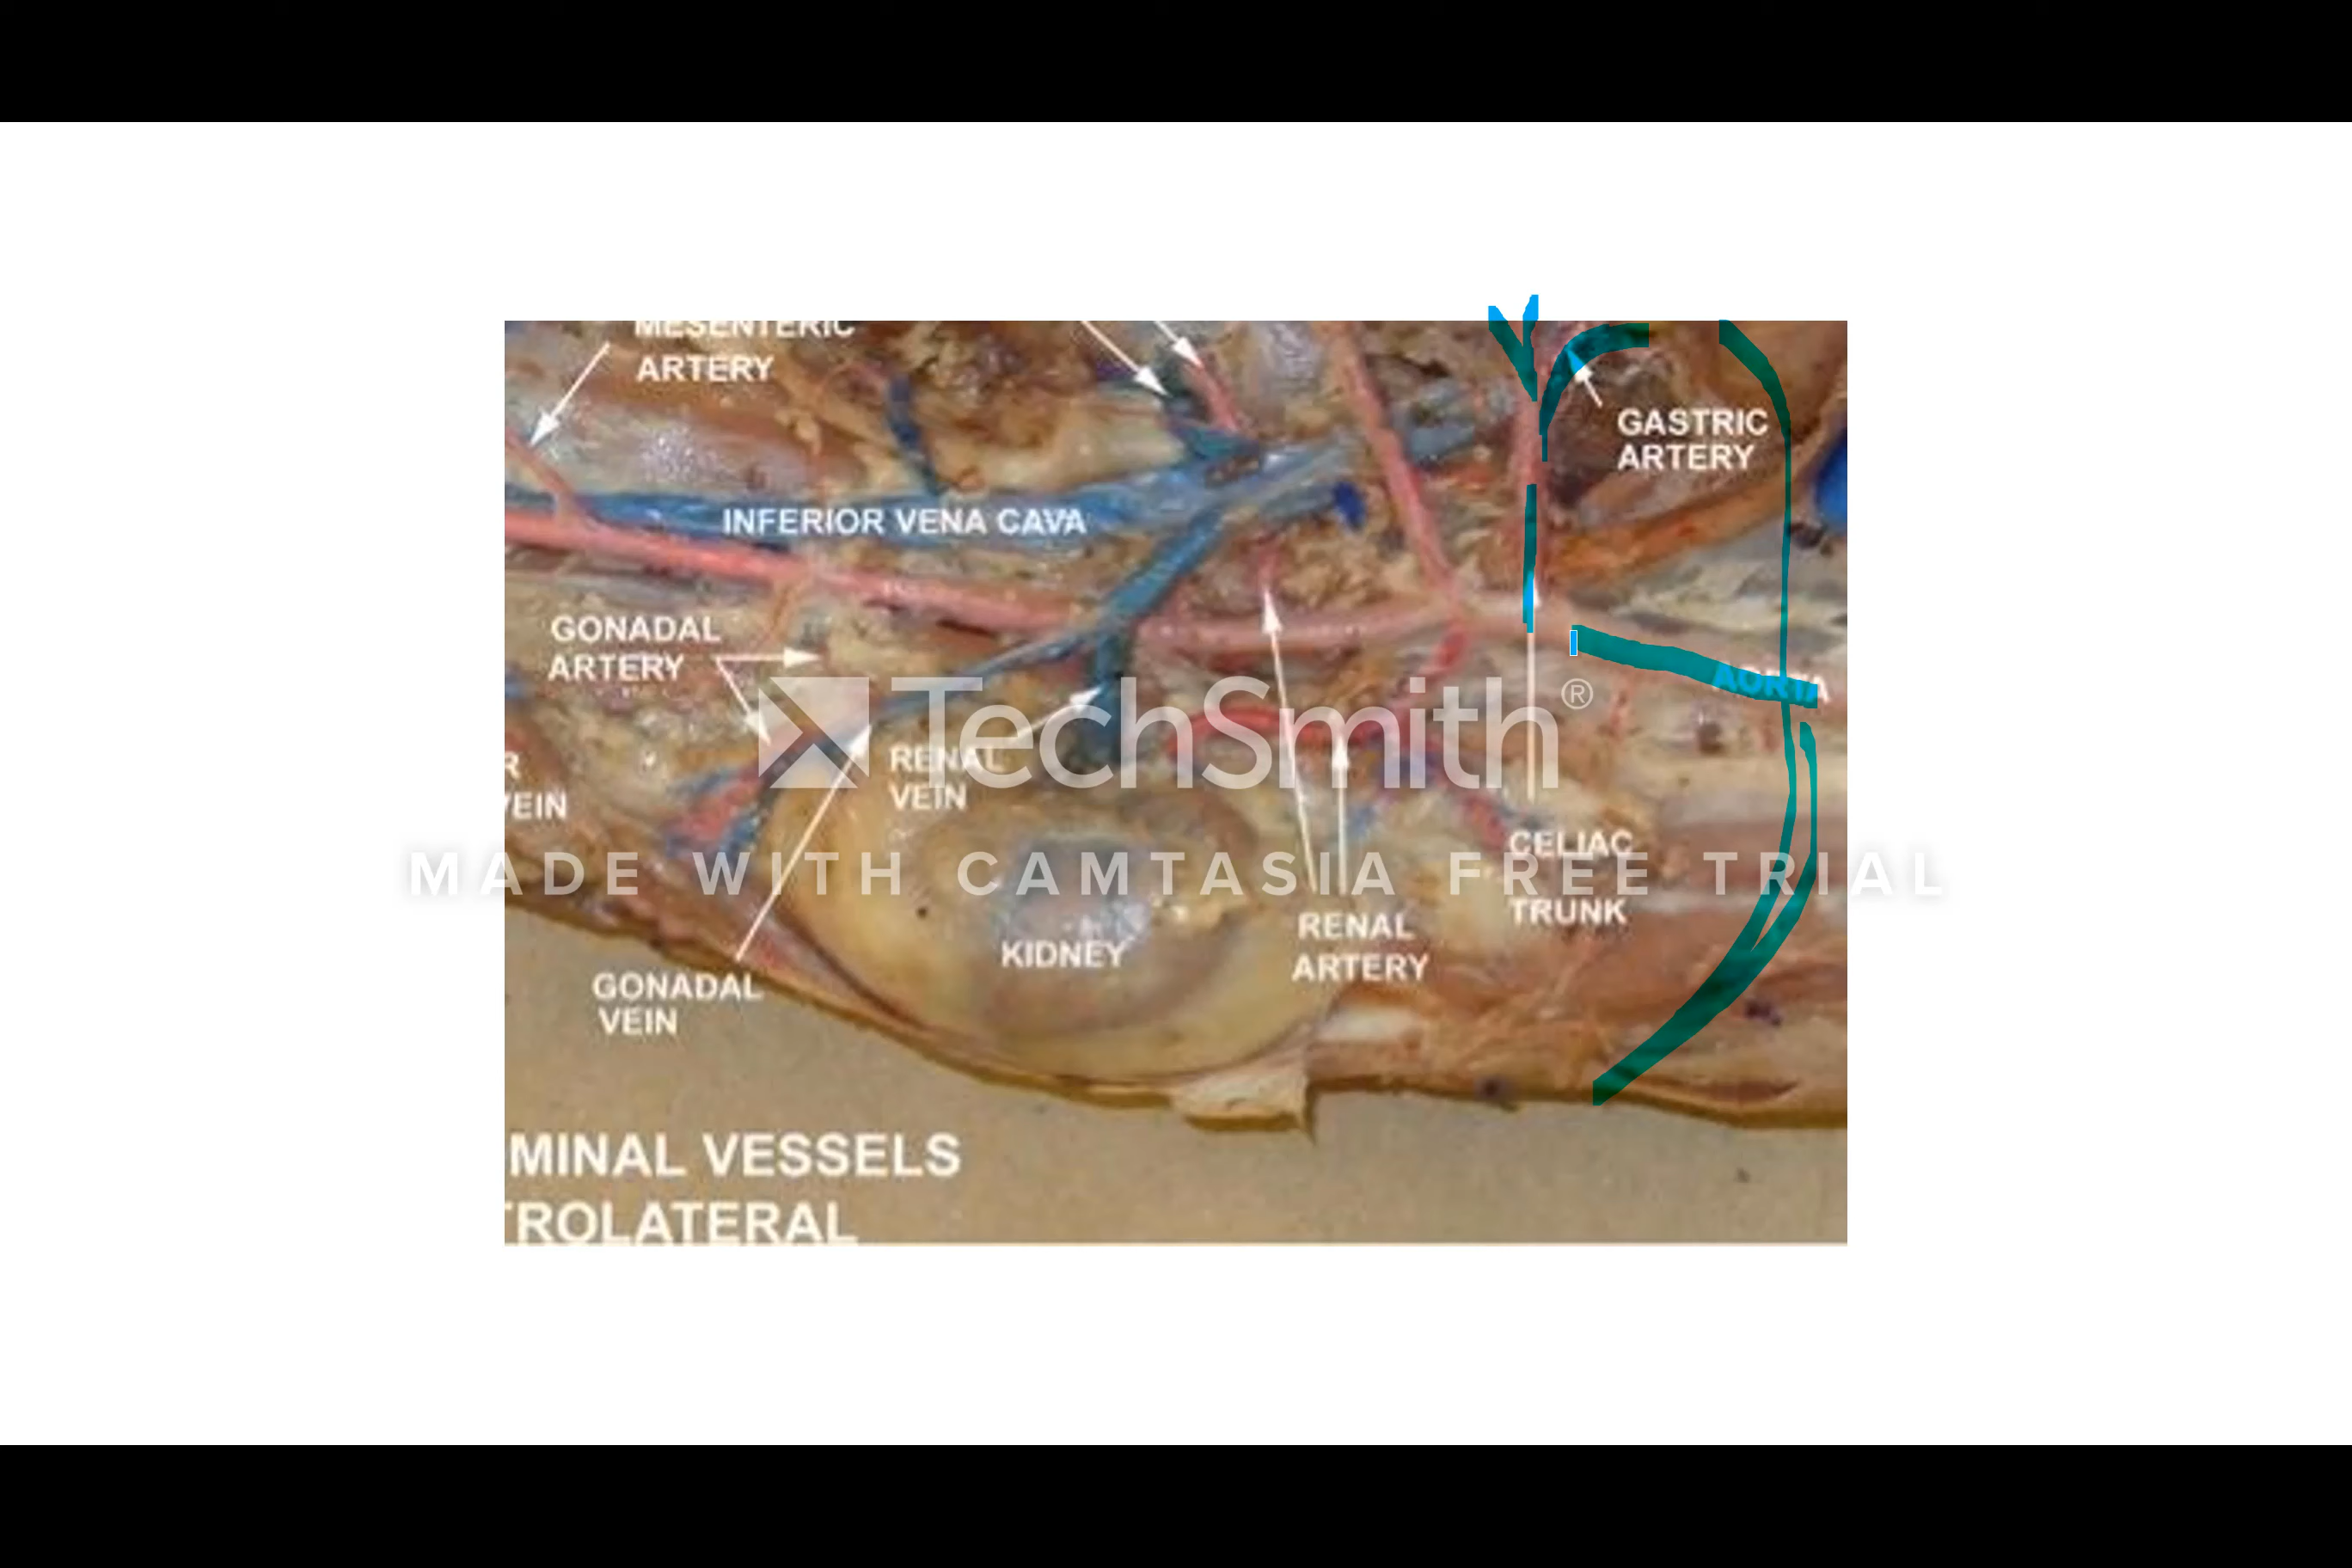 MESENTERIC
ARTERY
GASTRIC
ARTERY
INFERIOR VENA CAVA
GONADAL
ARTERY
AORTA
TechSmith®
RENAL
VEIN
R
VEIN
CELIAC
MADE WITH CAMTASIA FREE TRIAL
TRUNK
RENAL
ARTERY
KIDNEY
GONADAL
VEIN
MINAL VESSELS
TROLATERAL